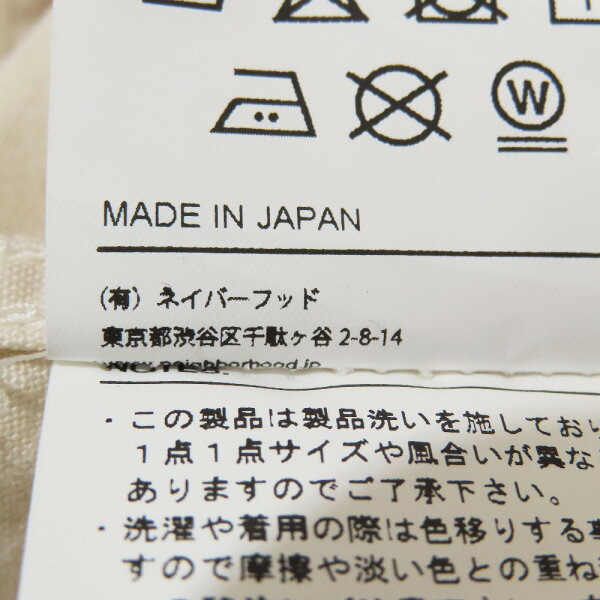 W
MADE IN JAPAN
(有) ネイバーフッド
東京都渋谷区千駄ヶ谷 2-8-14
www.neighborhood.jp
・この製品は製品洗いを施しており
１点１点サイズや風合いが異な
ありますのでご了承下さい。
・洗濯や着用の際は色移りする
すので摩擦や淡い色との重ね